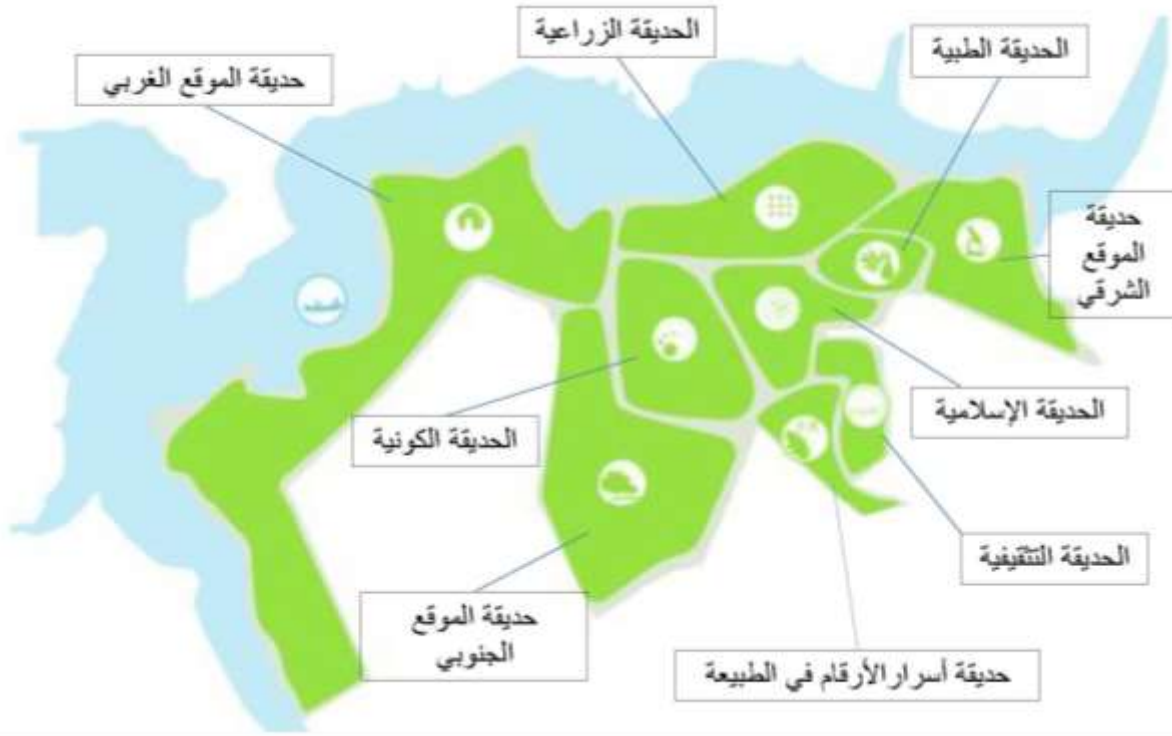 الحديقة الزراعية
الحديقة الطبية
حديقة الموقع الغربي
حديقة
الموقع
الشرقي
الحديقة الإسلامية
الحديقة الكونية
الحديقة التثقيفية
حديقة الموقع
الجنوبي
حديقة أسرار الأرقام في الطبيعة